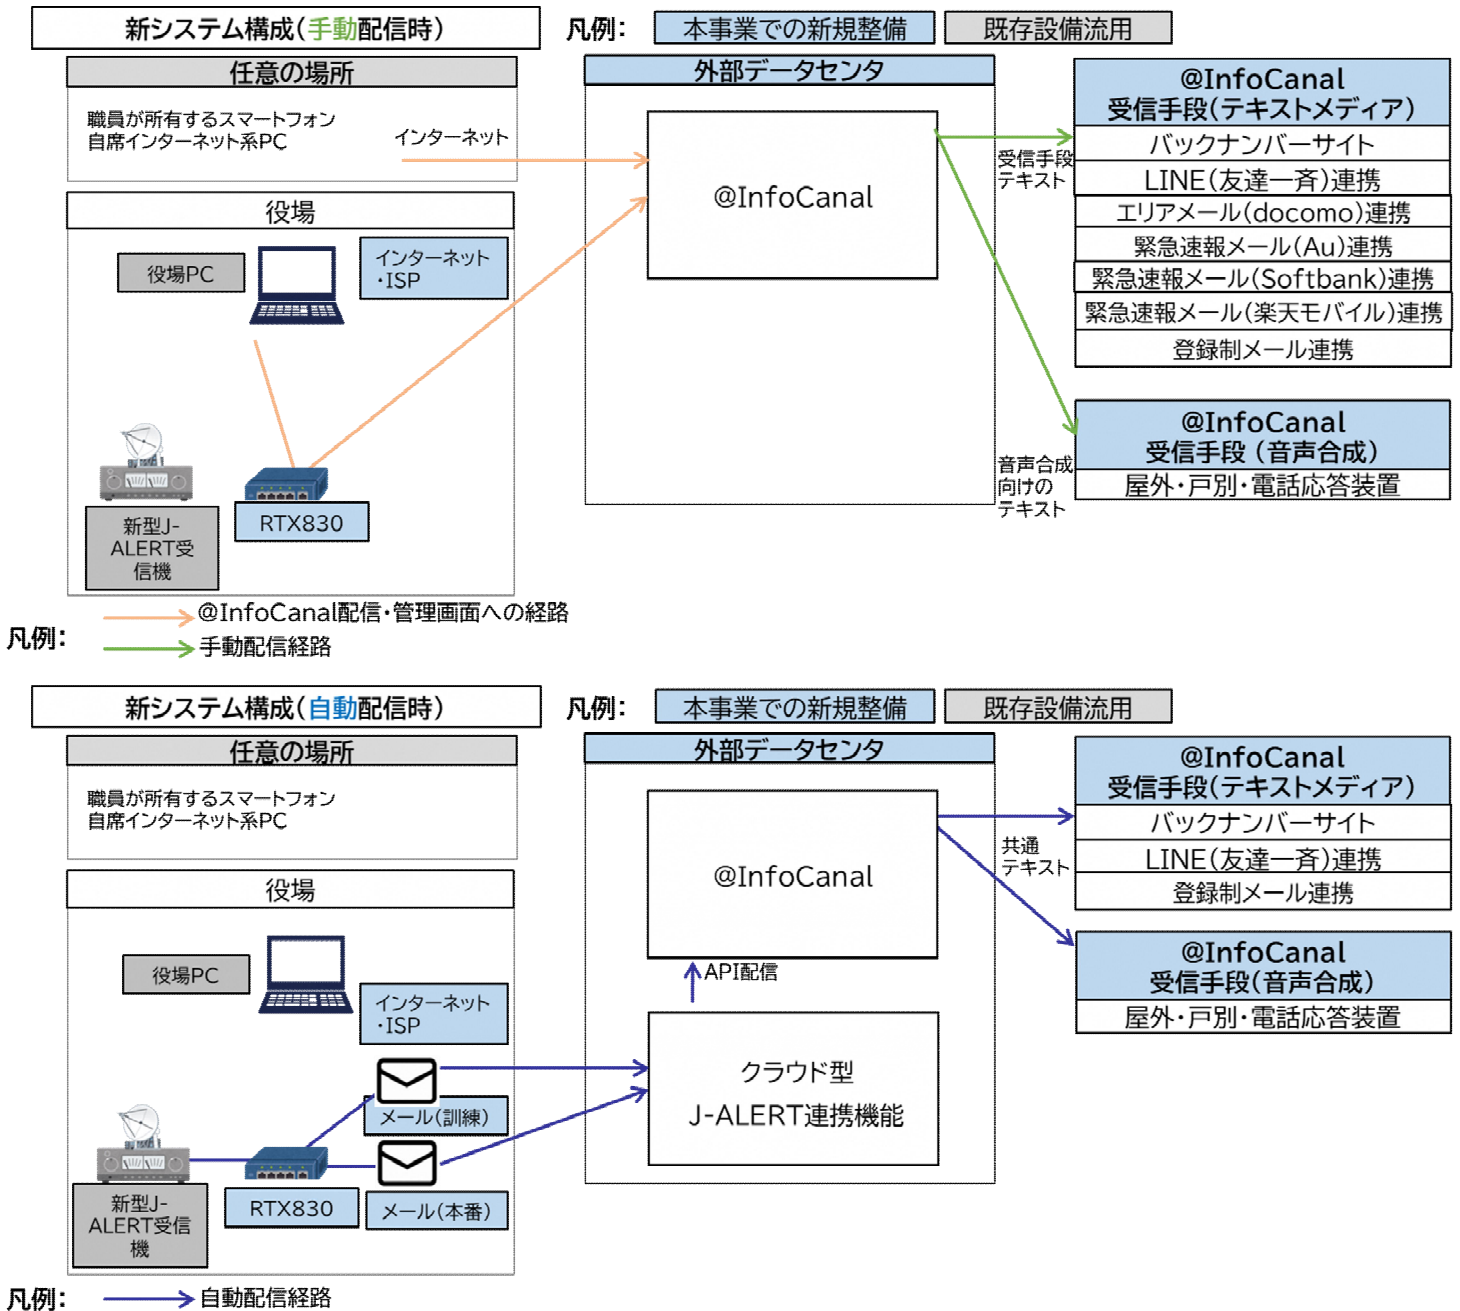 新システム構成(手動配信時)
凡例:
本事業での新規整備
既存設備流用
任意の場所
職員が所有するスマートフォン
自席インターネット系PC
インターネット
役場
役場PC
インターネット
・ISP
新型J-
ALERT受
信機
RTX830
外部データセンタ
@InfoCanal
受信手段
テキスト
音声合成
向けの
テキスト
@InfoCanal
受信手段(テキストメディア)
バックナンバーサイト
LINE(友達一斉)連携
エリアメール(docomo)連携
緊急速報メール(Au)連携
緊急速報メール(Softbank)連携
緊急速報メール(楽天モバイル)連携
登録制メール連携
@InfoCanal
受信手段 (音声合成)
屋外・戸別・電話応答装置
凡例:
@InfoCanal配信・管理画面への経路
手動配信経路
新システム構成(自動配信時)
凡例:
本事業での新規整備
既存設備流用
任意の場所
職員が所有するスマートフォン
自席インターネット系PC
役場
役場PC
インターネット
・ISP
メール(訓練)
メール(本番)
新型J-
ALERT受信
機
RTX830
外部データセンタ
@InfoCanal
API配信
クラウド型
J-ALERT連携機能
共通
テキスト
@InfoCanal
受信手段(テキストメディア)
バックナンバーサイト
LINE(友達一斉)連携
登録制メール連携
@InfoCanal
受信手段(音声合成)
屋外・戸別・電話応答装置
凡例:
自動配信経路